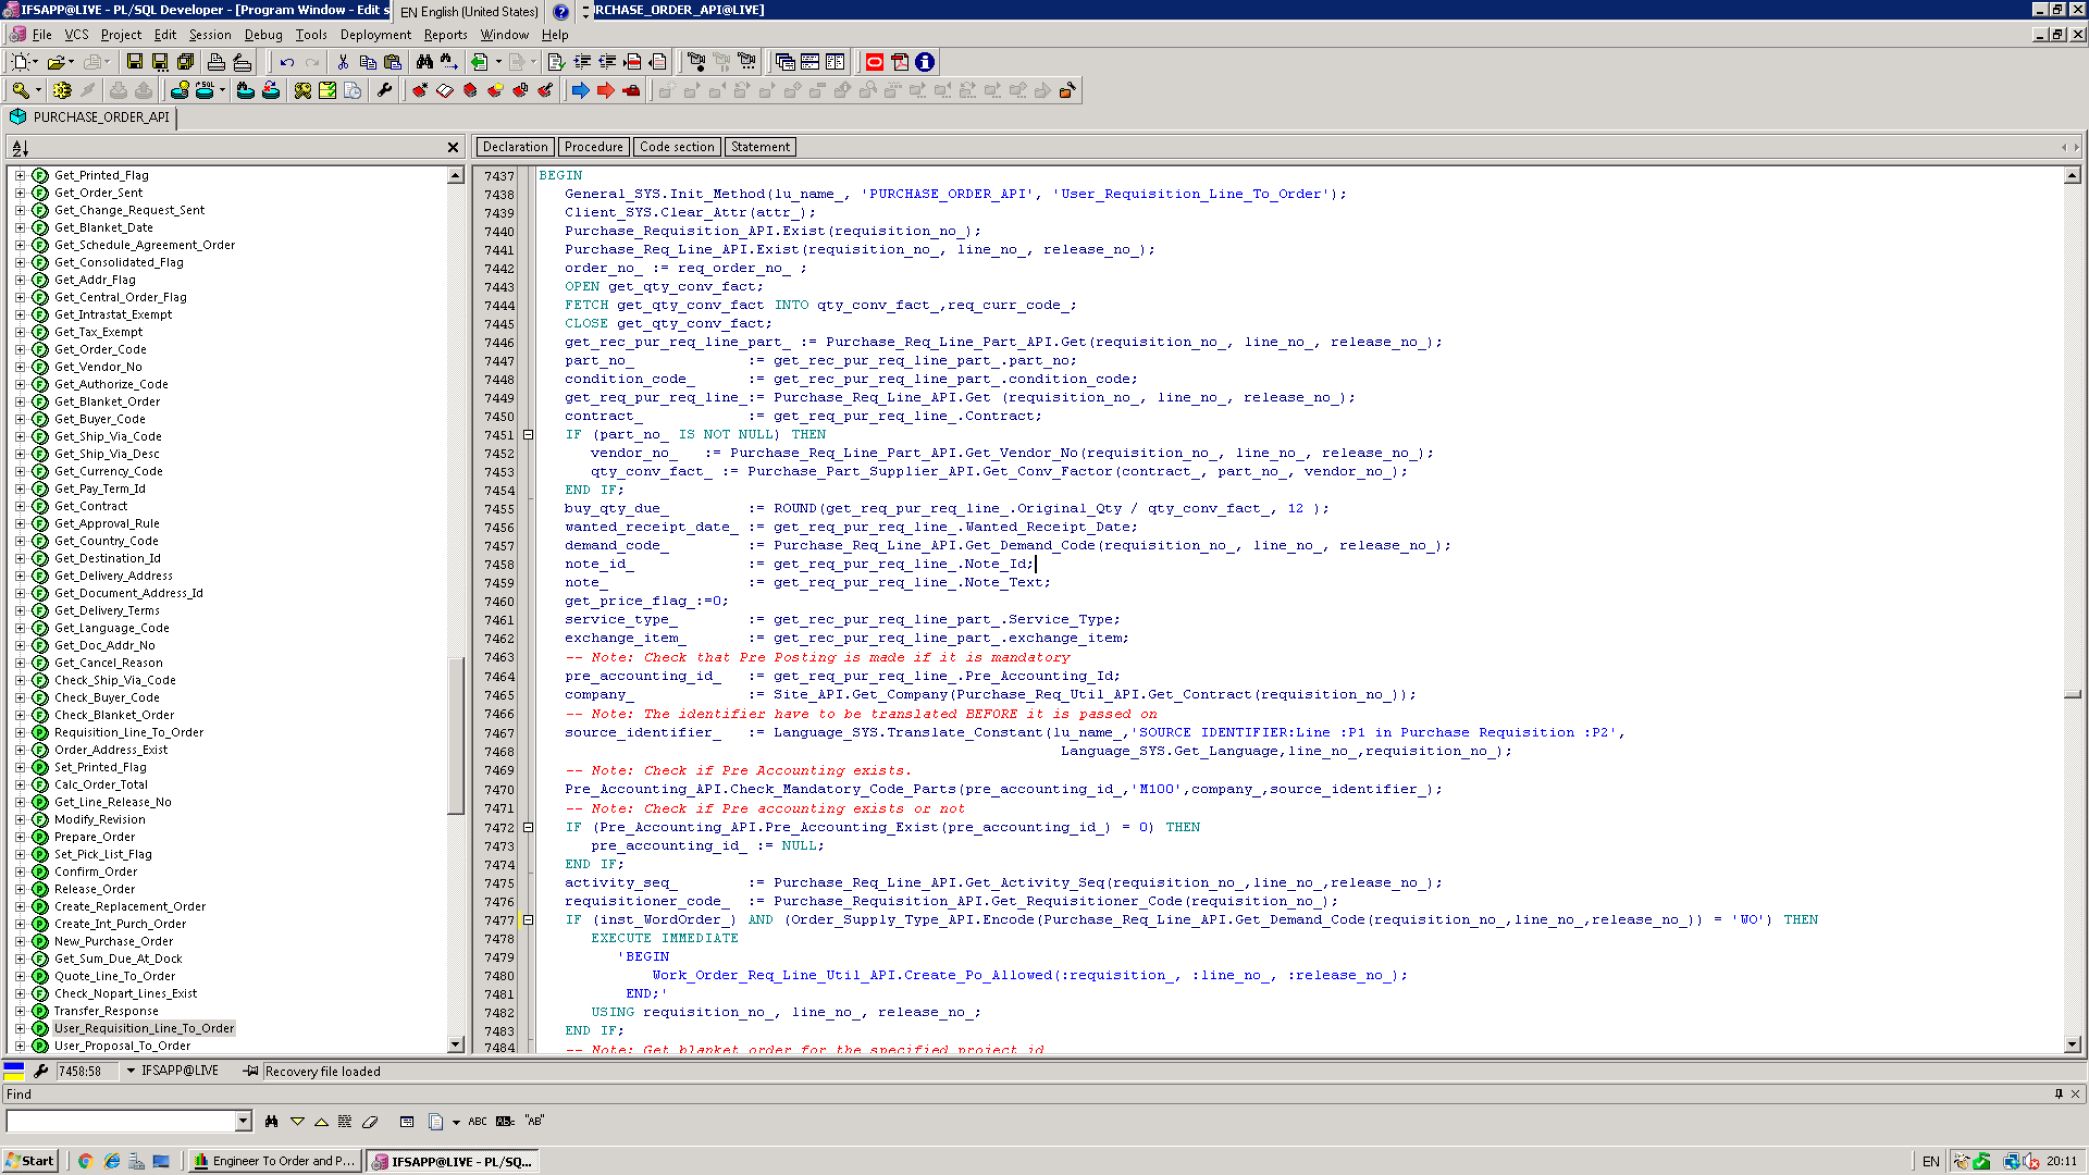 IFSAPP@LIVE - PL/SQL Developer - [Program Window - Edit s
EN English (United States)
RCHASE_ORDER_API@LIVE]
File VCS Project Edit Session Debug Tools Deployment Reports Window Help
PURCHASE_ORDER_API
Declaration Procedure Code section Statement
Get_Printed_Flag
Get_Order_Sent
Get_Change_Request_Sent
Get_Blanket_Date
Get_Schedule_Agreement_Order
Get_Consolidated_Flag
Get_Addr_Flag
Get_Central_Order_Flag
Get_Intrastat_Exempt
Get_Tax_Exempt
Get_Order_Code
Get_Vendor_No
Get_Authorize_Code
Get_Blanket_Order
Get_Buyer_Code
Get_Ship_Via_Code
Get_Ship_Via_Desc
Get_Currency_Code
Get_Pay_Term_Id
Get_Contract
Get_Approval_Rule
Get_Country_Code
Get_Destination_Id
Get_Delivery_Address
Get_Document_Address_Id
Get_Delivery_Terms
Get_Language_Code
Get_Doc_Addr_No
Get_Cancel_Reason
Check_Ship_Via_Code
Check_Buyer_Code
Check_Blanket_Order
Requisition_Line_To_Order
Order_Address_Exist
Set_Printed_Flag
Calc_Order_Total
Get_Line_Release_No
Modify_Revision
Prepare_Order
Set_Pick_List_Flag
Confirm_Order
Release_Order
Create_Replacement_Order
Create_Int_Purch_Order
New_Purchase_Order
Get_Sum_Due_At_Dock
Quote_Line_To_Order
Check_Nopart_Lines_Exist
Transfer_Response
User_Requisition_Line_To_Order
User_Proposal_To_Order
7437 BEGIN
7438 General_SYS.Init_Method(lu_name_, 'PURCHASE_ORDER_API', 'User_Requisition_Line_To_Order');
7439 Client_SYS.Clear_Attr(attr_);
7440 Purchase_Requisition_API.Exist(requisition_no_);
7441 Purchase_Req_Line_API.Exist(requisition_no_, line_no_, release_no_);
7442 order_no_ := req_order_no_ ;
7443 OPEN get_qty_conv_fact;
7444 FETCH get_qty_conv_fact INTO qty_conv_fact_,req_curr_code_;
7445 CLOSE get_qty_conv_fact;
7446 get_rec_pur_req_line_part_ := Purchase_Req_Line_Part_API.Get(requisition_no_, line_no_, release_no_);
7447 part_no_ := get_rec_pur_req_line_part_.part_no;
7448 condition_code_ := get_rec_pur_req_line_part_.condition_code;
7449 get_req_pur_req_line_:= Purchase_Req_Line_API.Get (requisition_no_, line_no_, release_no_);
7450 contract_ := get_req_pur_req_line_.Contract;
7451 IF (part_no_ IS NOT NULL) THEN
7452 vendor_no_ := Purchase_Req_Line_Part_API.Get_Vendor_No(requisition_no_, line_no_, release_no_);
7453 qty_conv_fact_ := Purchase_Part_Supplier_API.Get_Conv_Factor(contract_, part_no_, vendor_no_);
7454 END IF;
7455 buy_qty_due_ := ROUND(get_req_pur_req_line_.Original_Qty / qty_conv_fact_, 12 );
7456 wanted_receipt_date_ := get_req_pur_req_line_.Wanted_Receipt_Date;
7457 demand_code_ := Purchase_Req_Line_API.Get_Demand_Code(requisition_no_, line_no_, release_no_);
7458 note_id_ := get_req_pur_req_line_.Note_Id;
7459 note_ := get_req_pur_req_line_.Note_Text;
7460 get_price_flag_:=0;
7461 service_type_ := get_rec_pur_req_line_part_.Service_Type;
7462 exchange_item_ := get_rec_pur_req_line_part_.exchange_item;
7463 -- Note: Check that Pre Posting is made if it is mandatory
7464 pre_accounting_id_ := get_req_pur_req_line_.Pre_Accounting_Id;
7465 company_ := Site_API.Get_Company(Purchase_Req_Util_API.Get_Contract(requisition_no_));
7466 -- Note: The identifier have to be translated BEFORE it is passed on
7467 source_identifier_ := Language_SYS.Translate_Constant(lu_name_,'SOURCE IDENTIFIER:Line :P1 in Purchase Requisition :P2',
7468 Language_SYS.Get_Language,line_no_,requisition_no_);
7469 -- Note: Check if Pre Accounting exists.
7470 Pre_Accounting_API.Check_Mandatory_Code_Parts(pre_accounting_id_,'M100',company_,source_identifier_);
7471 -- Note: Check if Pre accounting exists or not
7472 IF (Pre_Accounting_API.Pre_Accounting_Exist(pre_accounting_id_) = 0) THEN
7473 pre_accounting_id_ := NULL;
7474 END IF;
7475 activity_seq_ := Purchase_Req_Line_API.Get_Activity_Seq(requisition_no_,line_no_,release_no_);
7476 requisitioner_code_ := Purchase_Requisition_API.Get_Requisitioner_Code(requisition_no_);
7477 IF (inst_WordOrder_) AND (Order_Supply_Type_API.Encode(Purchase_Req_Line_API.Get_Demand_Code(requisition_no_,line_no_,release_no_)) = 'WO') THEN
7478 EXECUTE IMMEDIATE
7479 'BEGIN
7480 Work_Order_Req_Line_Util_API.Create_Po_Allowed(:requisition_, :line_no_, :release_no_);
7481 END;'
7482 USING requisition_no_, line_no_, release_no_;
7483 END IF;
7484 -- Note: Get blanket order for the specified project id
7458:58 IFSAPP@LIVE Recovery file loaded
Find
ABC "AB"
Start Engineer To Order and P... IFSAPP@LIVE - PL/SQ... EN 20:11